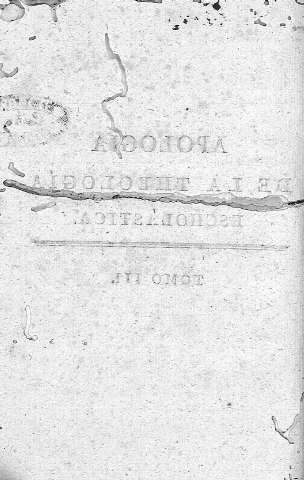 APOLOGIA
DE LA THEOLOGIA
ESCHOLASTICA.
TOMO III.